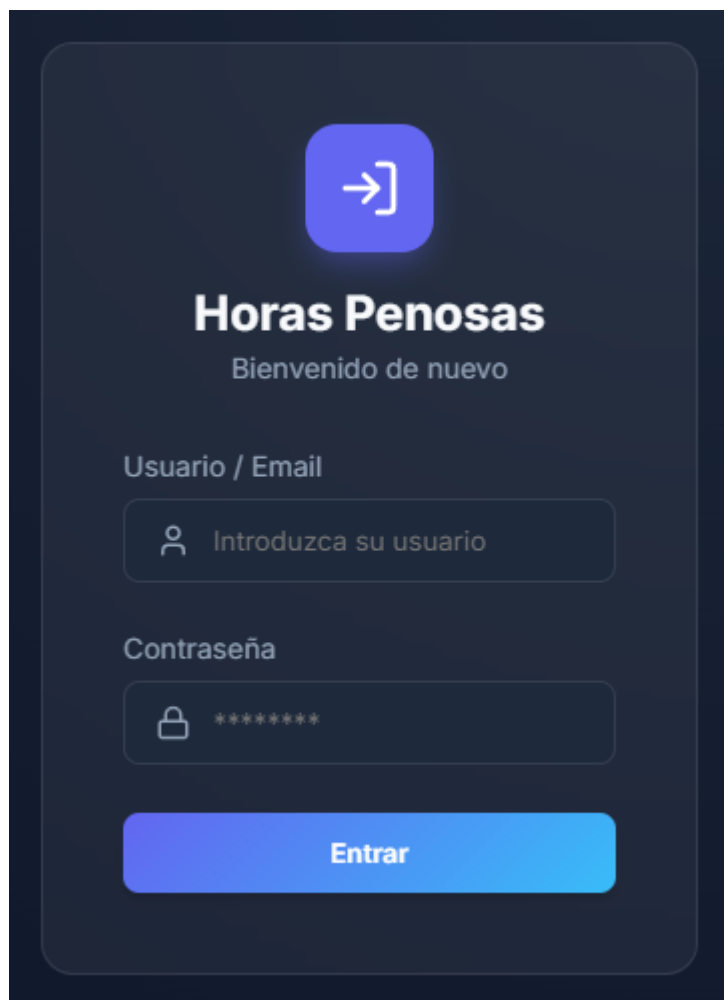 Horas Penosas
Bienvenido de nuevo
Usuario / Email
Introduzca su usuario
Contraseña
********
Entrar